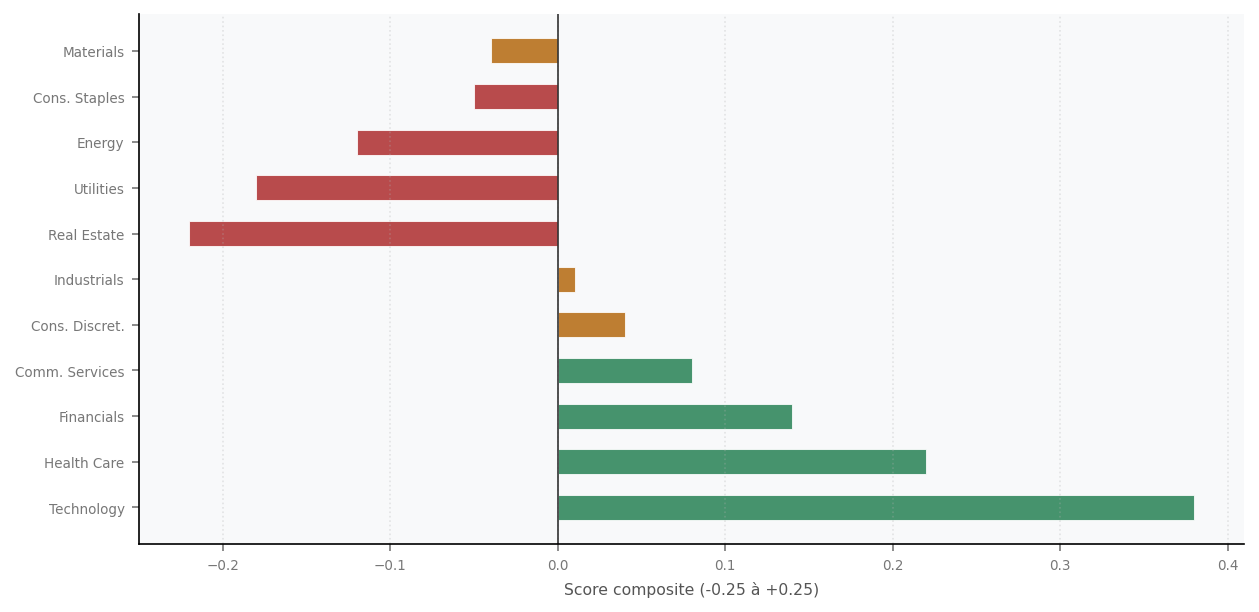 Materials
Cons. Staples
Energy
Utilities
Real Estate
Industrials
Cons. Discret.
Comm. Services
Financials
Health Care
Technology
−0.2 −0.1 0.0 0.1 0.2 0.3 0.4
Score composite (-0.25 à +0.25)